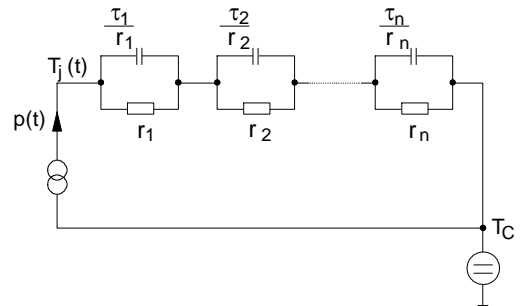 τ1 τ2 τn
r1 r2 rn
Tj (t)
r1 r2 rn
p(t)
TC